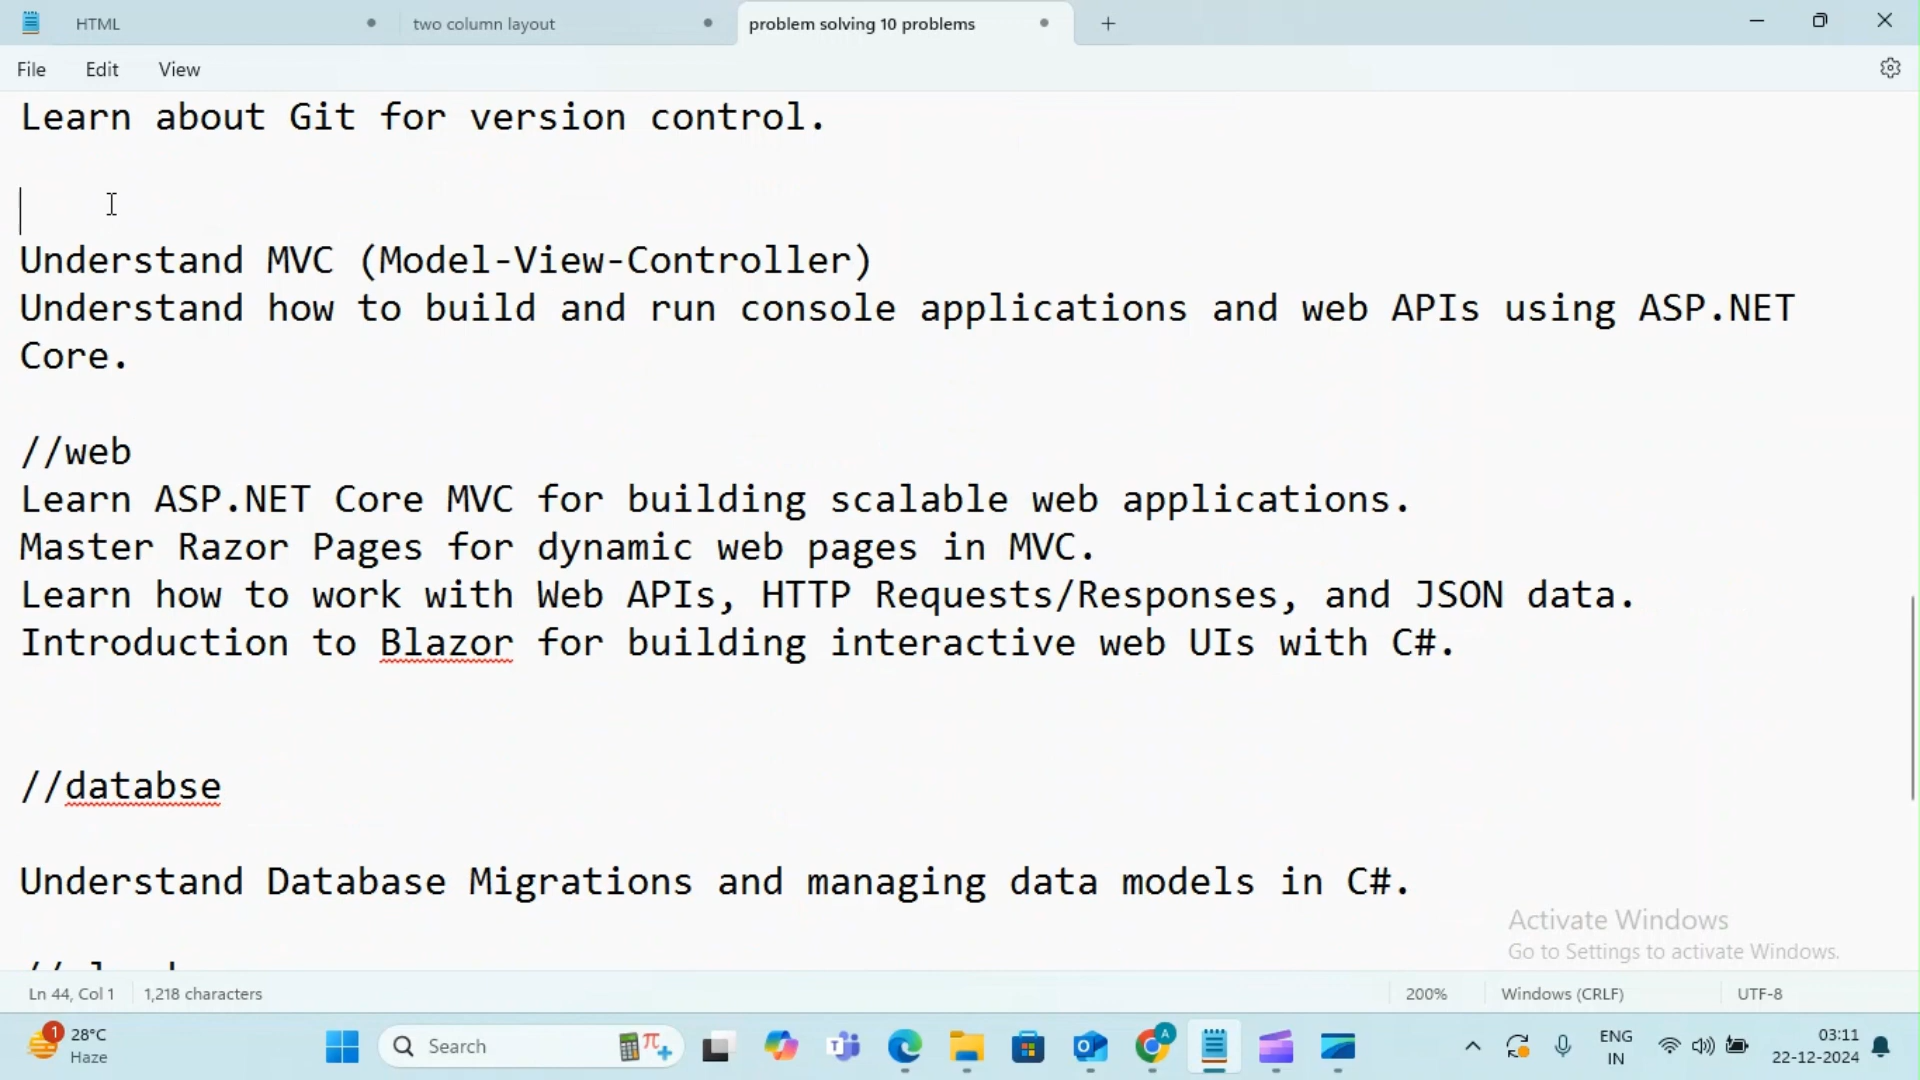 HTML
two column layout
problem solving 10 problems
File Edit View
Learn about Git for version control.
Understand MVC (Model-View-Controller)
Understand how to build and run console applications and web APIs using ASP.NET
Core.
//web
Learn ASP.NET Core MVC for building scalable web applications.
Master Razor Pages for dynamic web pages in MVC.
Learn how to work with Web APIs, HTTP Requests/Responses, and JSON data.
Introduction to Blazor for building interactive web UIs with C#.
//databse
Understand Database Migrations and managing data models in C#.
Activate Windows
Go to Settings to activate Windows.
Ln 44, Col 1 1,218 characters 200% Windows (CRLF) UTF-8
1
28°C
Haze
Search
ENG
IN
03:11
22-12-2024